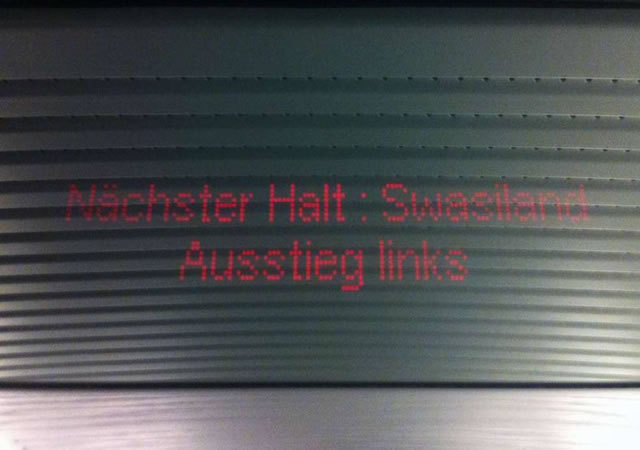 Nächster Halt : Swasiland
Ausstieg links